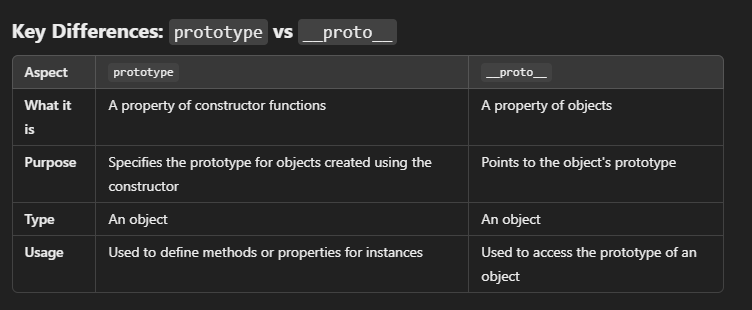 Key Differences: prototype vs __proto__
Aspect prototype __proto__
What it is A property of constructor functions A property of objects
Purpose Specifies the prototype for objects created using the constructor Points to the object's prototype
Type An object An object
Usage Used to define methods or properties for instances Used to access the prototype of an object